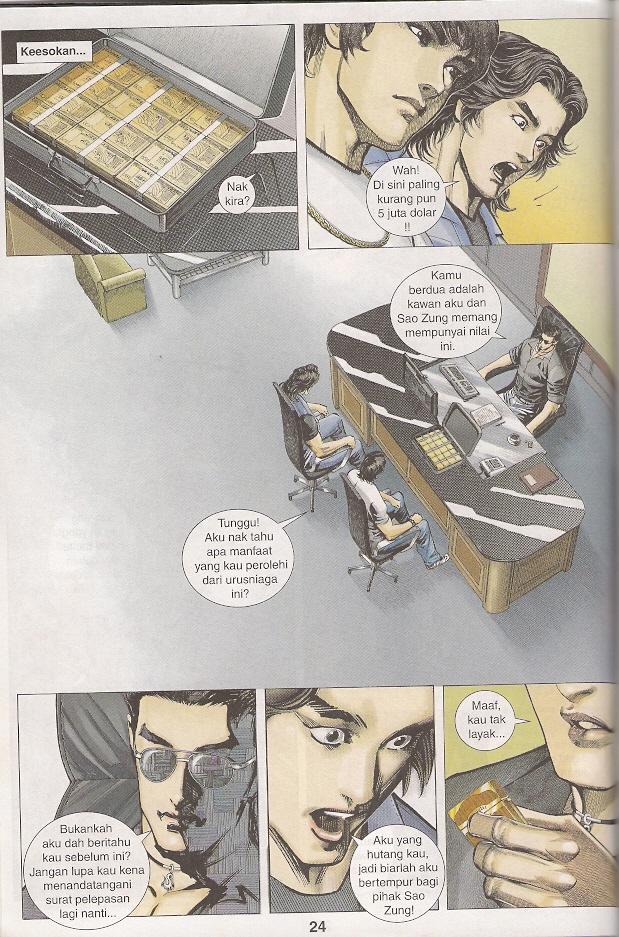 Keesokan...
Nak
kira?
Wah!
Di sini paling
kurang pun
5 juta dolar
!!
Kamu
berdua adalah
kawan aku dan
Sao Zung memang
mempunyai nilai
ini.
Tunggu!
Aku nak tahu
apa manfaat
yang kau perolehi
dari urusniaga
ini?
Bukankah
aku dah beritahu
kau sebelum ini?
Jangan lupa kau kena
menandatangani
surat pelepasan
lagi nanti...
Aku yang
hutang kau,
jadi biarlah aku
bertempur bagi
pihak Sao
Zung!
Maaf,
kau tak
layak...
24